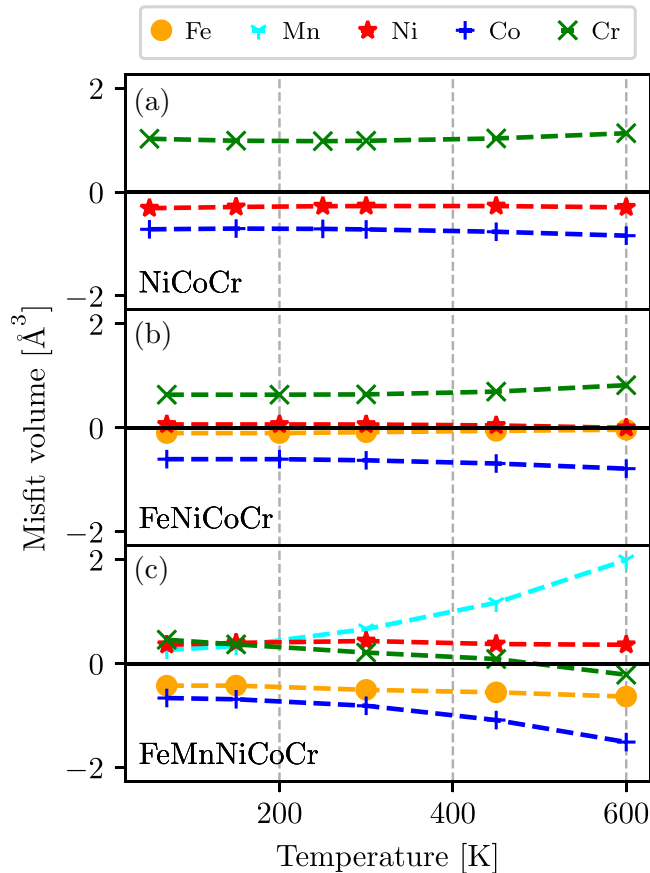 Fe Mn Ni Co Cr
(a)
2
0
−2
NiCoCr
(b)
2
0
−2
FeNiCoCr
(c)
2
0
−2
FeMnNiCoCr
Misfit volume [Å³]
200 400 600
Temperature [K]